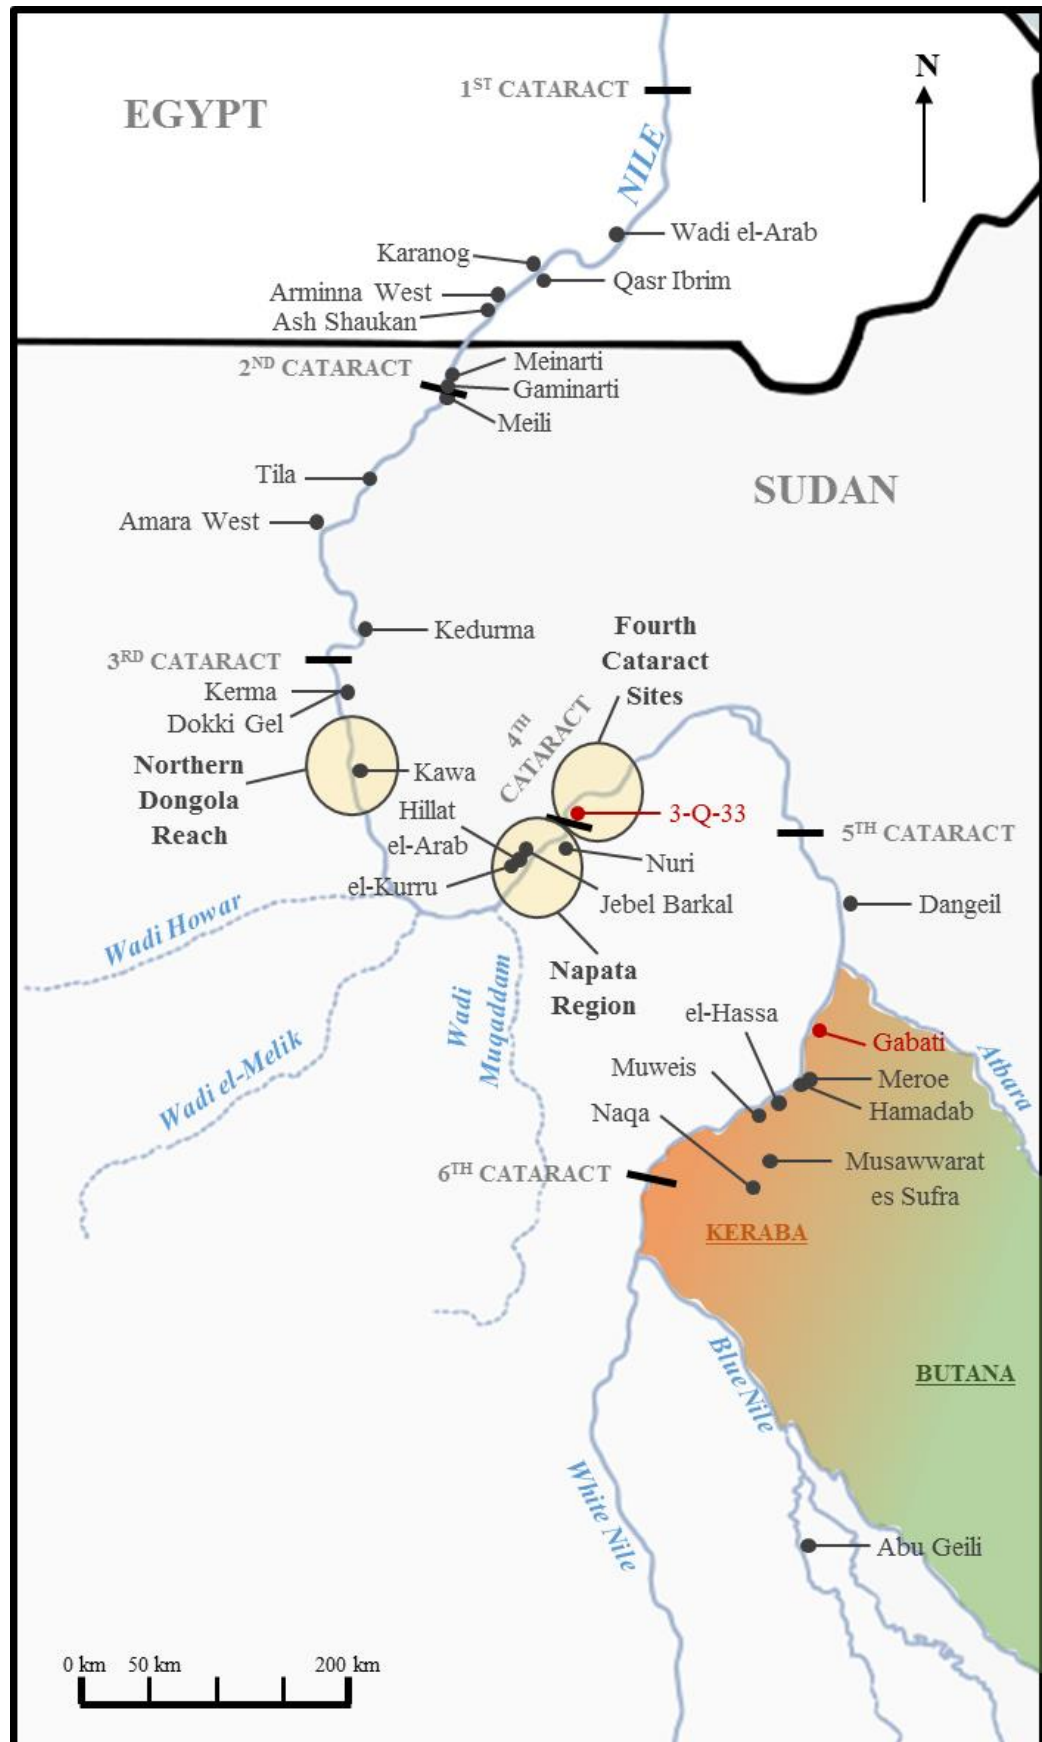 1ST CATARACT
N
EGYPT
NILE
Wadi el-Arab
Karanog
Qasr Ibrim
Arminna West
Ash Shaukan
2ND CATARACT
Meinarti
Gaminarti
Meili
Tila
SUDAN
Amara West
Kedurma
Fourth
Cataract
Sites
3RD CATARACT
Kerma
Dokki Gel
4TH
CATARACT
Northern
Dongola
Reach
Kawa
Hillat
el-Arab
el-Kurru
3-Q-33
5TH CATARACT
Nuri
Jebel Barkal
Dangeil
Wadi Howar
Napata
Region
Wadi
Muqaddam
Wadi el-Melik
el-Hassa
Gabati
Atbara
Muweis
Meroe
Hamadab
Naqa
6TH CATARACT
Musawwarat
es Sufra
KERABA
BUTANA
Blue Nile
White Nile
Abu Geili
0 km 50 km 200 km